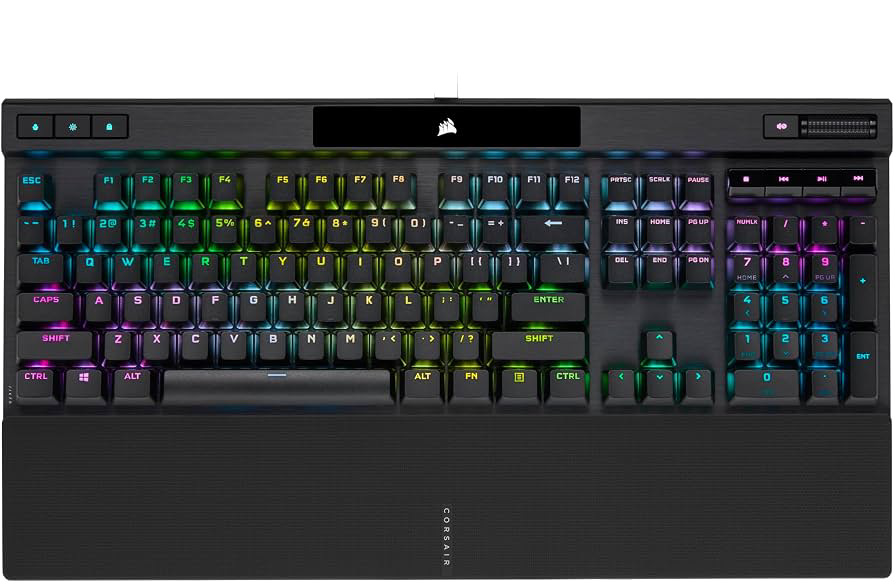 ESC F1 F2 F3 F4 F5 F6 F7 F8 F9 F10 F11 F12 PRTSC SCRLK PAUSE
1! 2@ 3# 4$ 5% 6^ 7& 8* 9( 0) -_ =+ INS HOME PG UP NUMLK / * -
TAB Q W E R T Y U I O P [{ ]} \| DEL END PG DN 7 HOME 8 9 PG UP +
CAPS A S D F G H J K L ;: '" ENTER 4 5 6
SHIFT Z X C V B N M ,< .> /? SHIFT 1 END 2 3 ENT
CTRL ALT ALT FN CTRL 0 .
CORSAIR